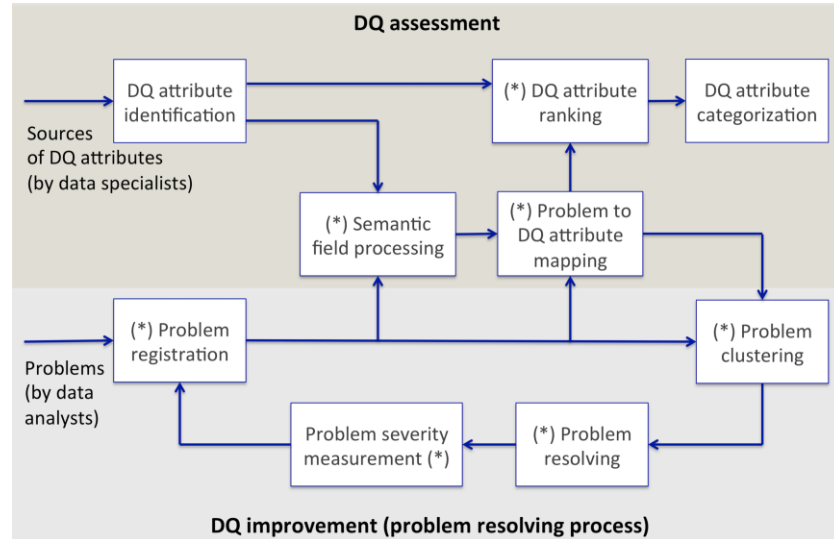 DQ assessment
DQ attribute
identification
(*) DQ attribute
ranking
DQ attribute
categorization
Sources
of DQ attributes
(by data specialists)
(*) Semantic
field processing
(*) Problem to
DQ attribute
mapping
(*) Problem
registration
(*) Problem
clustering
Problems
(by data
analysts)
Problem severity
measurement (*)
(*) Problem
resolving
DQ improvement (problem resolving process)